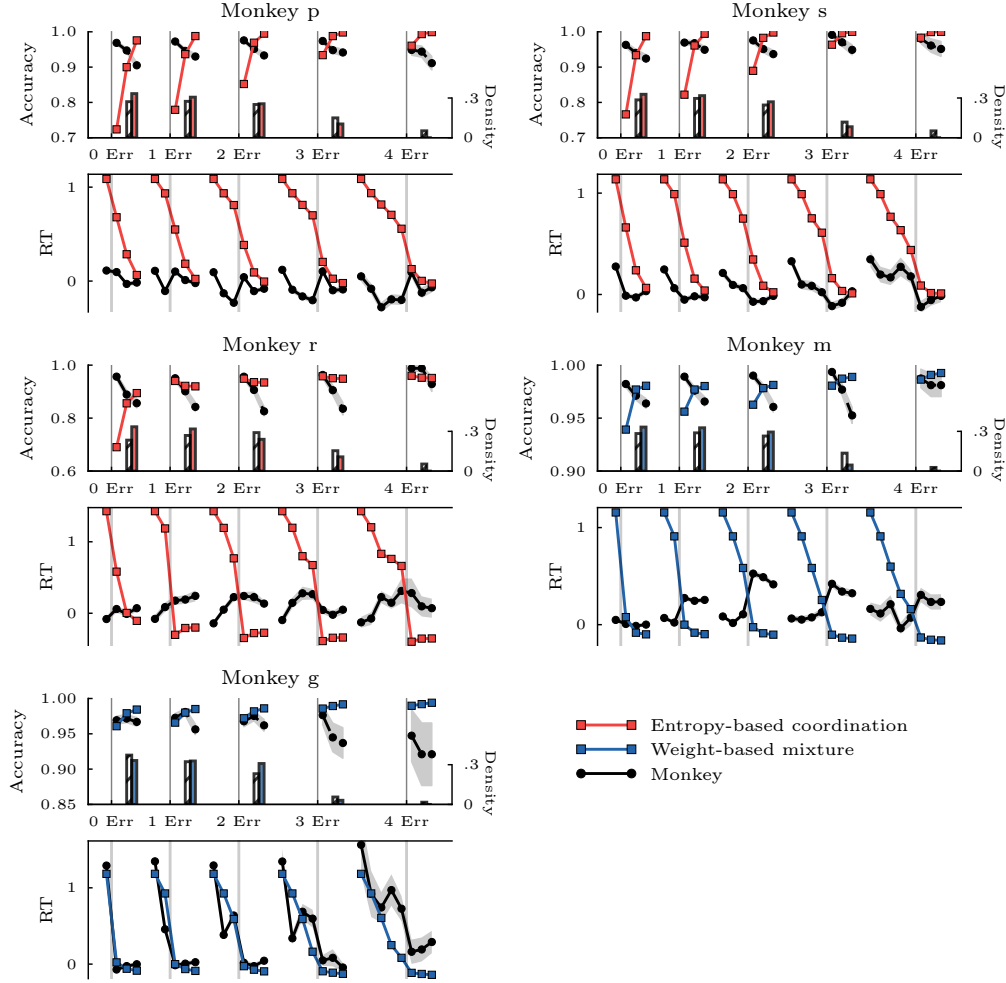 Monkey p
1.0
0.9
0.8
0.7
Accuracy
.3
0
Density
0 Err 1 Err 2 Err 3 Err 4 Err
1
0
RT
Monkey s
1.0
0.9
0.8
0.7
Accuracy
.3
0
Density
0 Err 1 Err 2 Err 3 Err 4 Err
1
0
RT
Monkey r
1.0
0.8
0.6
Accuracy
.3
0
Density
0 Err 1 Err 2 Err 3 Err 4 Err
1
0
RT
Monkey m
1.00
0.95
0.90
Accuracy
.3
0
Density
0 Err 1 Err 2 Err 3 Err 4 Err
1
0
RT
Monkey g
1.00
0.95
0.90
0.85
Accuracy
.3
0
Density
0 Err 1 Err 2 Err 3 Err 4 Err
1
0
RT
Entropy-based coordination
Weight-based mixture
Monkey